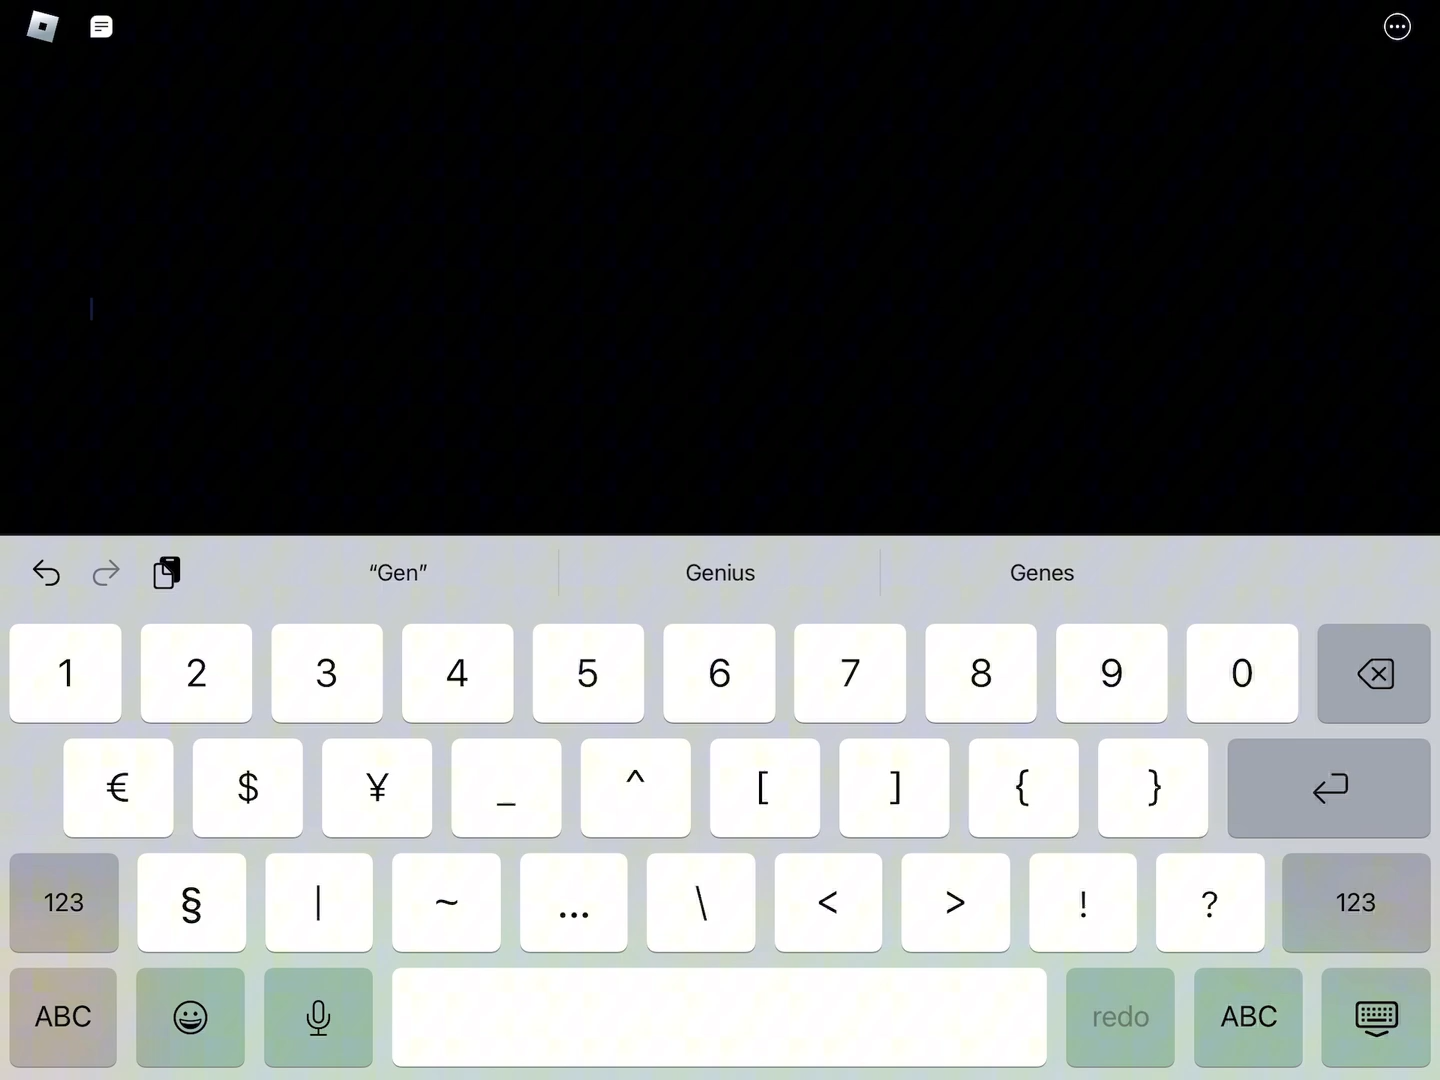 “Gen” Genius Genes
1 2 3 4 5 6 7 8 9 0
€ $ ¥ _ ^ [ ] { }
123 § | ~ … \ < > ! ? 123
ABC redo ABC